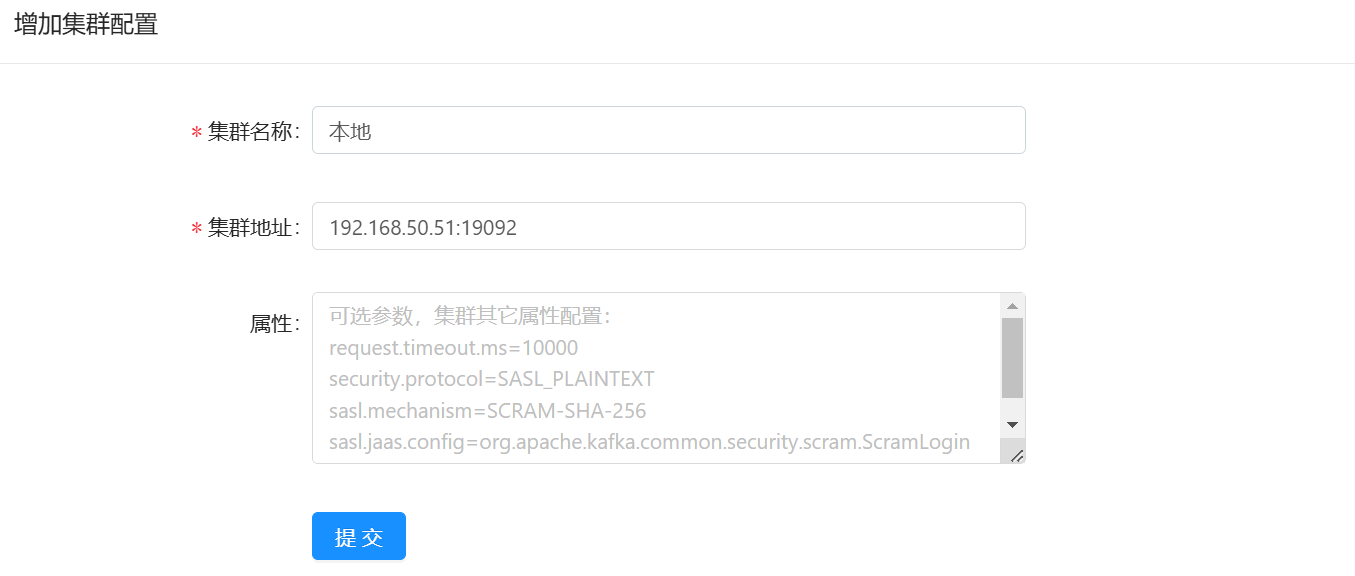 增加集群配置
* 集群名称：
本地
* 集群地址：
192.168.50.51:19092
属性：
可选参数，集群其它属性配置：
request.timeout.ms=10000
security.protocol=SASL_PLAINTEXT
sasl.mechanism=SCRAM-SHA-256
sasl.jaas.config=org.apache.kafka.common.security.scram.ScramLogin
提 交